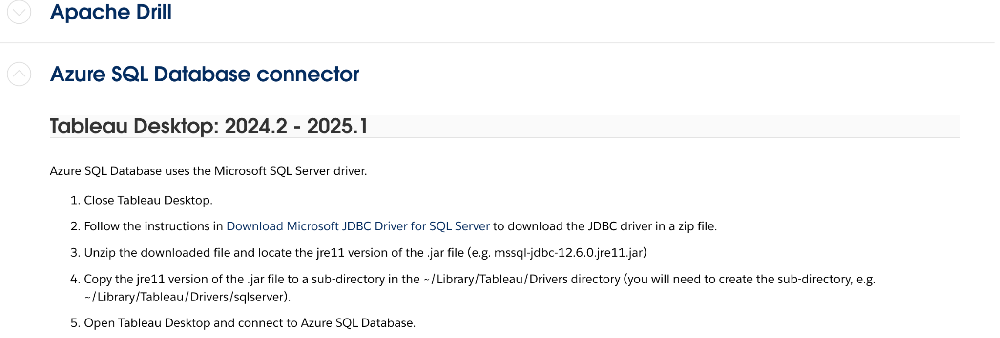 Apache Drill
Azure SQL Database connector
Tableau Desktop: 2024.2 - 2025.1
Azure SQL Database uses the Microsoft SQL Server driver.
1. Close Tableau Desktop.
2. Follow the instructions in Download Microsoft JDBC Driver for SQL Server to download the JDBC driver in a zip file.
3. Unzip the downloaded file and locate the jre11 version of the .jar file (e.g. mssql-jdbc-12.6.0.jre11.jar)
4. Copy the jre11 version of the .jar file to a sub-directory in the ~/Library/Tableau/Drivers directory (you will need to create the sub-directory, e.g.
~/Library/Tableau/Drivers/sqlserver).
5. Open Tableau Desktop and connect to Azure SQL Database.